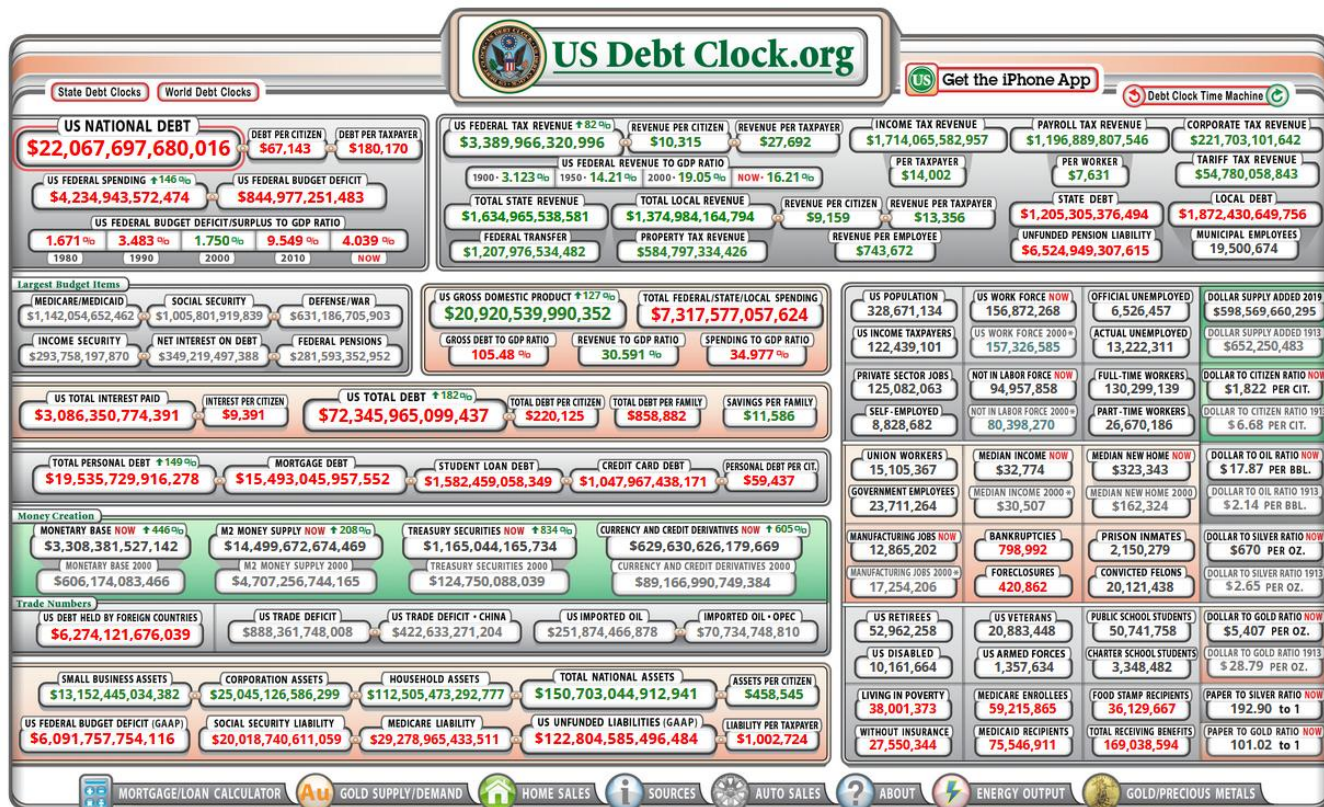 US Debt Clock.org
State Debt Clocks
World Debt Clocks
US Get the iPhone App
Debt Clock Time Machine
US NATIONAL DEBT
$22,067,697,680,016
DEBT PER CITIZEN
$67,143
DEBT PER TAXPAYER
$180,170
US FEDERAL SPENDING 146%
$4,234,943,572,474
US FEDERAL BUDGET DEFICIT
$844,977,251,483
US FEDERAL BUDGET DEFICIT/SURPLUS TO GDP RATIO
1.671% 3.483% 1.750% 9.549% 4.039%
1980 1990 2000 2010 NOW
US FEDERAL TAX REVENUE 82%
$3,389,966,320,996
REVENUE PER CITIZEN
$10,315
REVENUE PER TAXPAYER
$27,692
INCOME TAX REVENUE
$1,714,065,582,957
PAYROLL TAX REVENUE
$1,196,889,807,546
CORPORATE TAX REVENUE
$221,703,101,642
US FEDERAL REVENUE TO GDP RATIO
1900 · 3.123% 1950 · 14.21% 2000 · 19.05% NOW · 16.21%
PER TAXPAYER
$14,002
PER WORKER
$7,631
TARIFF TAX REVENUE
$54,780,058,843
TOTAL STATE REVENUE
$1,634,965,538,581
TOTAL LOCAL REVENUE
$1,374,984,164,794
REVENUE PER CITIZEN
$9,159
REVENUE PER TAXPAYER
$13,356
STATE DEBT
$1,205,305,376,494
LOCAL DEBT
$1,872,430,649,756
FEDERAL TRANSFER
$1,207,976,534,482
PROPERTY TAX REVENUE
$584,797,334,426
REVENUE PER EMPLOYEE
$743,672
UNFUNDED PENSION LIABILITY
$6,524,949,307,615
MUNICIPAL EMPLOYEES
19,500,674
Largest Budget Items
MEDICARE/MEDICAID
$1,142,054,652,462
SOCIAL SECURITY
$1,005,801,919,839
DEFENSE/WAR
$631,186,705,903
INCOME SECURITY
$293,758,197,870
NET INTEREST ON DEBT
$349,219,497,388
FEDERAL PENSIONS
$281,593,352,952
US GROSS DOMESTIC PRODUCT 127%
$20,920,539,990,352
TOTAL FEDERAL/STATE/LOCAL SPENDING
$7,317,577,057,624
GROSS DEBT TO GDP RATIO
105.48 %
REVENUE TO GDP RATIO
30.591 %
SPENDING TO GDP RATIO
34.977 %
US TOTAL INTEREST PAID
$3,086,350,774,391
INTEREST PER CITIZEN
$9,391
US TOTAL DEBT 182%
$72,345,965,099,437
TOTAL DEBT PER CITIZEN
$220,125
TOTAL DEBT PER FAMILY
$858,882
SAVINGS PER FAMILY
$11,586
TOTAL PERSONAL DEBT 149%
$19,535,729,916,278
MORTGAGE DEBT
$15,493,045,957,552
STUDENT LOAN DEBT
$1,582,459,058,349
CREDIT CARD DEBT
$1,047,967,438,171
PERSONAL DEBT PER CIT.
$59,437
Money Creation
MONETARY BASE NOW 446%
$3,308,381,527,142
M2 MONEY SUPPLY NOW 208%
$14,499,672,674,469
TREASURY SECURITIES NOW 834%
$1,165,044,165,734
CURRENCY AND CREDIT DERIVATIVES NOW 605%
$629,630,626,179,669
MONETARY BASE 2000
$606,174,083,466
M2 MONEY SUPPLY 2000
$4,707,256,744,165
TREASURY SECURITIES 2000
$124,750,088,039
CURRENCY AND CREDIT DERIVATIVES 2000
$89,166,990,749,384
Trade Numbers
US DEBT HELD BY FOREIGN COUNTRIES
$6,274,121,676,039
US TRADE DEFICIT
$888,361,748,008
US TRADE DEFICIT · CHINA
$422,633,271,204
US IMPORTED OIL
$251,874,466,878
IMPORTED OIL · OPEC
$70,734,748,810
SMALL BUSINESS ASSETS
$13,152,445,034,382
CORPORATION ASSETS
$25,045,126,586,299
HOUSEHOLD ASSETS
$112,505,473,292,777
TOTAL NATIONAL ASSETS
$150,703,044,912,941
ASSETS PER CITIZEN
$458,545
US FEDERAL BUDGET DEFICIT (GAAP)
$6,091,757,754,116
SOCIAL SECURITY LIABILITY
$20,018,740,611,059
MEDICARE LIABILITY
$29,278,965,433,511
US UNFUNDED LIABILITIES (GAAP)
$122,804,585,496,484
LIABILITY PER TAXPAYER
$1,002,724
US POPULATION
328,671,134
US WORK FORCE NOW
156,872,268
OFFICIAL UNEMPLOYED
6,526,457
DOLLAR SUPPLY ADDED 2019
$598,569,660,295
US INCOME TAXPAYERS
122,439,101
US WORK FORCE 2000*
157,326,585
ACTUAL UNEMPLOYED
13,222,311
DOLLAR SUPPLY ADDED 1913
$652,250,483
PRIVATE SECTOR JOBS
125,082,063
NOT IN LABOR FORCE NOW
94,957,858
FULL-TIME WORKERS
130,299,139
DOLLAR TO CITIZEN RATIO NOW
$1,822 PER CIT.
SELF-EMPLOYED
8,828,682
NOT IN LABOR FORCE 2000*
80,398,270
PART-TIME WORKERS
26,670,186
DOLLAR TO CITIZEN RATIO 1913
$6.68 PER CIT.
UNION WORKERS
15,105,367
MEDIAN INCOME NOW
$32,774
MEDIAN NEW HOME NOW
$323,343
DOLLAR TO OIL RATIO NOW
$17.87 PER BBL.
GOVERNMENT EMPLOYEES
23,711,264
MEDIAN INCOME 2000*
$30,507
MEDIAN NEW HOME 2000
$162,324
DOLLAR TO OIL RATIO 1913
$2.14 PER BBL.
MANUFACTURING JOBS NOW
12,865,202
BANKRUPTCIES
798,992
PRISON INMATES
2,150,279
DOLLAR TO SILVER RATIO NOW
$670 PER OZ.
MANUFACTURING JOBS 2000*
17,254,206
FORECLOSURES
420,862
CONVICTED FELONS
20,121,438
DOLLAR TO SILVER RATIO 1913
$2.65 PER OZ.
US RETIREES
52,962,258
US VETERANS
20,883,448
PUBLIC SCHOOL STUDENTS
50,741,758
DOLLAR TO GOLD RATIO NOW
$5,407 PER OZ.
US DISABLED
10,161,664
US ARMED FORCES
1,357,634
CHARTER SCHOOL STUDENTS
3,348,482
DOLLAR TO GOLD RATIO 1913
$28.79 PER OZ.
LIVING IN POVERTY
38,001,373
MEDICARE ENROLLEES
59,215,865
FOOD STAMP RECIPIENTS
36,129,667
PAPER TO SILVER RATIO NOW
192.90 to 1
WITHOUT INSURANCE
27,550,344
MEDICAID RECIPIENTS
75,546,911
TOTAL RECEIVING BENEFITS
169,038,594
PAPER TO GOLD RATIO NOW
101.02 to 1
MORTGAGE/LOAN CALCULATOR
Au GOLD SUPPLY/DEMAND
HOME SALES
i SOURCES
AUTO SALES
? ABOUT
ENERGY OUTPUT
GOLD/PRECIOUS METALS